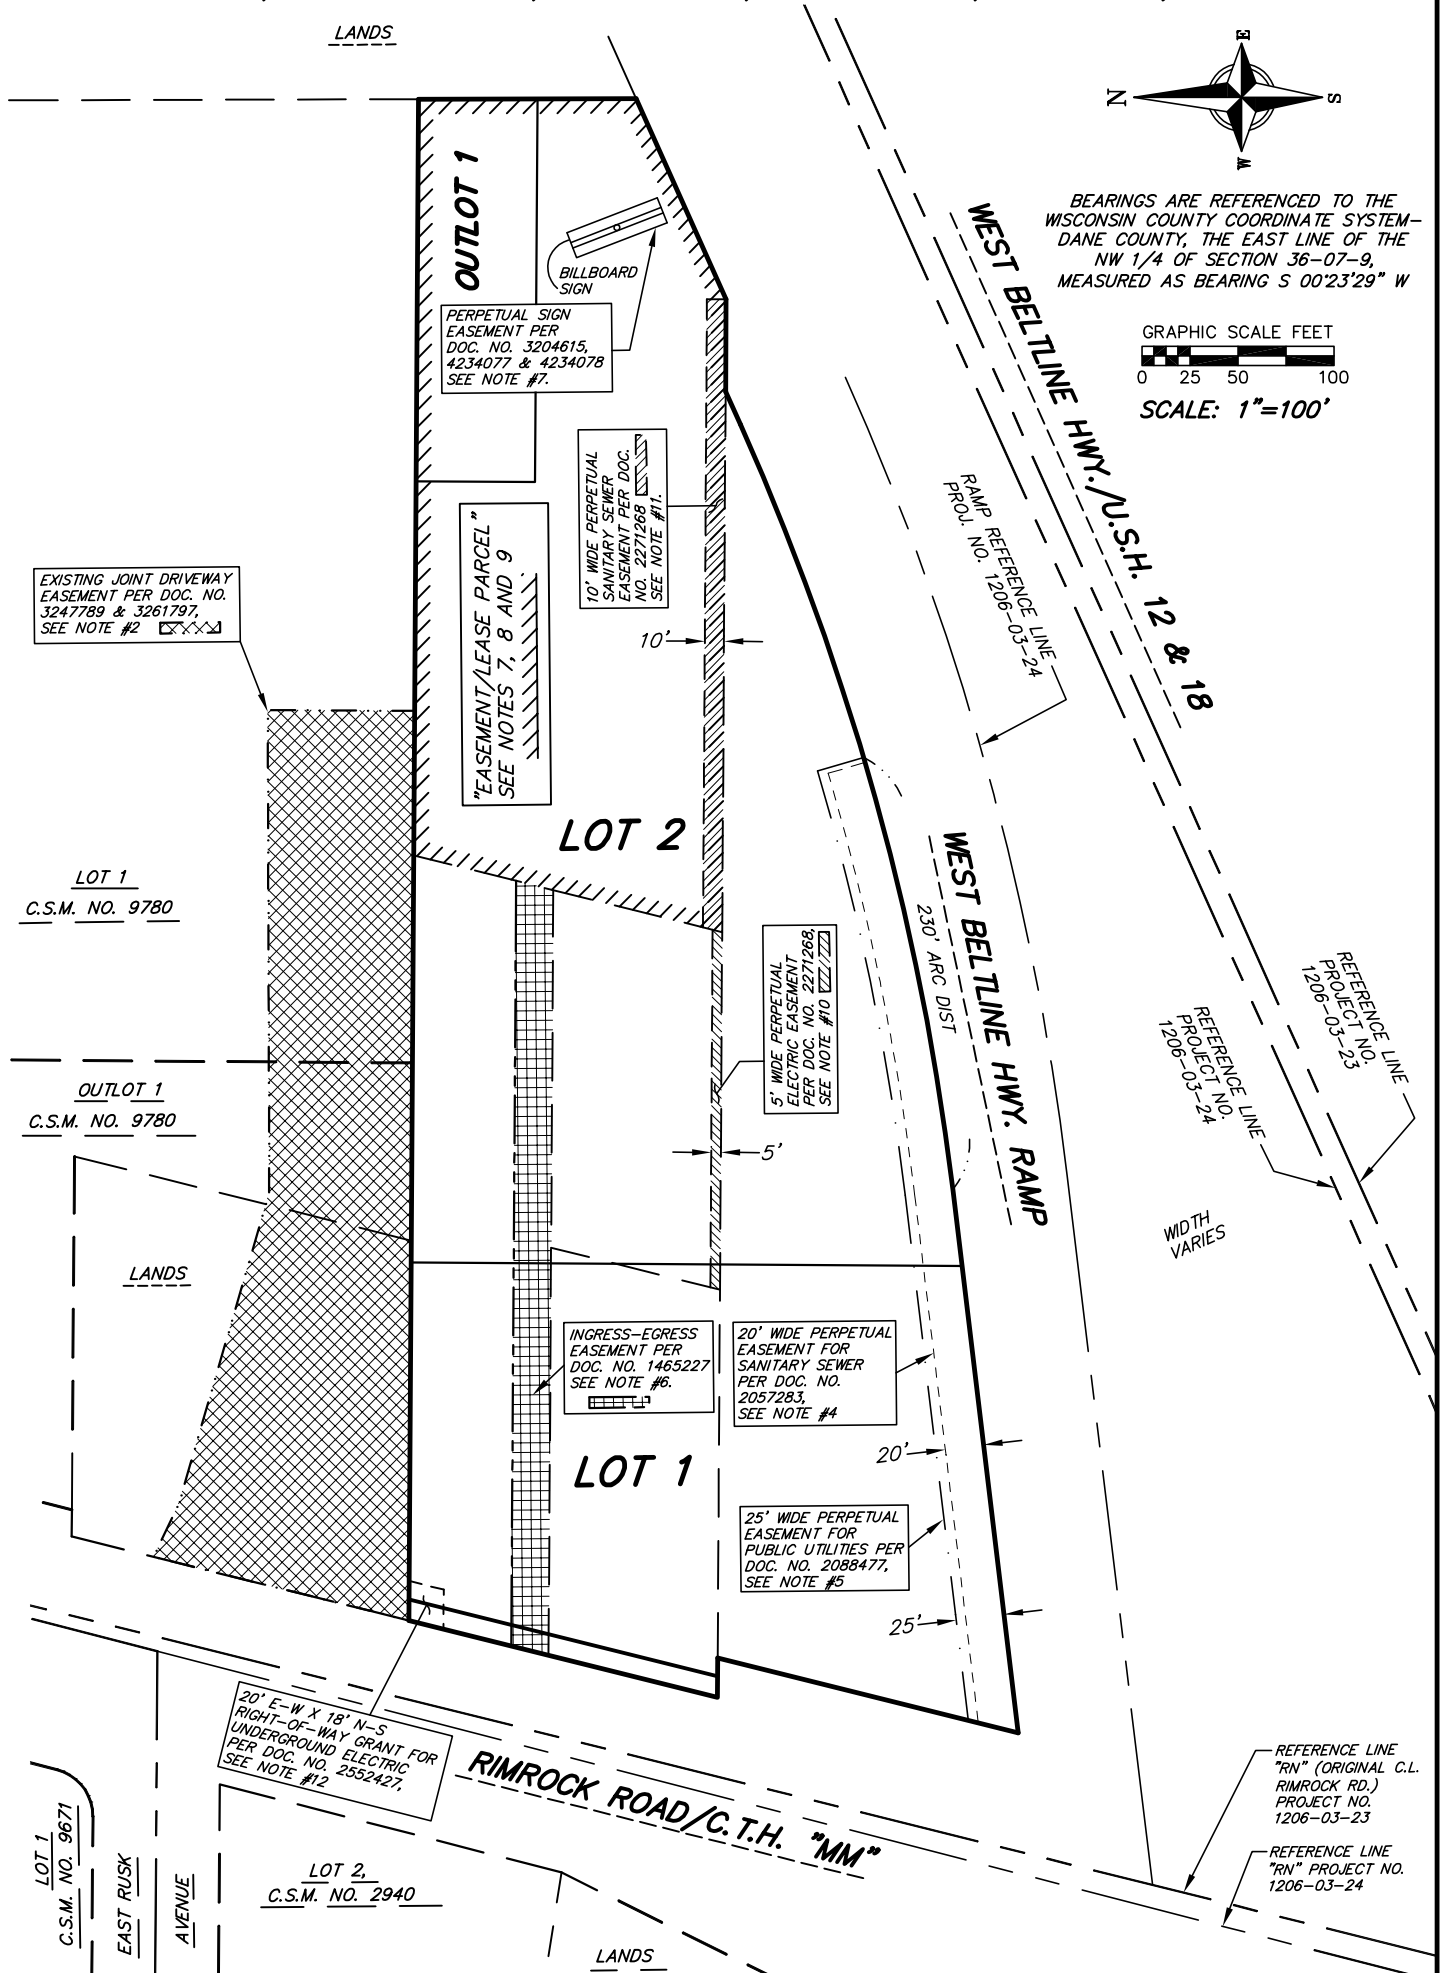 LANDS
E
N
S
W
BEARINGS ARE REFERENCED TO THE
WISCONSIN COUNTY COORDINATE SYSTEM-
DANE COUNTY, THE EAST LINE OF THE
NW 1/4 OF SECTION 36-07-9,
MEASURED AS BEARING S 00°23'29" W
GRAPHIC SCALE FEET
0 25 50 100
SCALE: 1"=100'
OUTLOT 1
BILLBOARD
SIGN
PERPETUAL SIGN
EASEMENT PER
DOC. NO. 3204615,
4234077 & 4234078
SEE NOTE #7.
WEST BELTLINE HWY./U.S.H. 12 & 18
10' WIDE PERPETUAL
SANITARY SEWER
EASEMENT PER DOC.
NO. 2271268
SEE NOTE #11.
10'
"EASEMENT/LEASE PARCEL"
SEE NOTES 7, 8 AND 9
RAMP REFERENCE LINE
PROJ. NO. 1206-03-24
EXISTING JOINT DRIVEWAY
EASEMENT PER DOC. NO.
3247789 & 3261797,
SEE NOTE #2
LOT 2
LOT 1
C.S.M. NO. 9780
WEST BELTLINE HWY. RAMP
230' ARC DIST
5' WIDE PERPETUAL
ELECTRIC EASEMENT
PER DOC. NO. 2271268,
SEE NOTE #10
5'
REFERENCE LINE
PROJECT NO.
1206-03-23
REFERENCE LINE
PROJECT NO.
1206-03-24
OUTLOT 1
C.S.M. NO. 9780
WIDTH
VARIES
LANDS
INGRESS-EGRESS
EASEMENT PER
DOC. NO. 1465227
SEE NOTE #6.
20' WIDE PERPETUAL
EASEMENT FOR
SANITARY SEWER
PER DOC. NO.
2057283,
SEE NOTE #4
20'
LOT 1
25' WIDE PERPETUAL
EASEMENT FOR
PUBLIC UTILITIES PER
DOC. NO. 2088477,
SEE NOTE #5
25'
20' E-W X 18' N-S
RIGHT-OF-WAY GRANT FOR
UNDERGROUND ELECTRIC
PER DOC. NO. 2552427,
SEE NOTE #12
RIMROCK ROAD/C.T.H. "MM"
REFERENCE LINE
"RN" (ORIGINAL C.L.
RIMROCK RD.)
PROJECT NO.
1206-03-23
REFERENCE LINE
"RN" PROJECT NO.
1206-03-24
LOT 1
C.S.M. NO. 9671
EAST RUSK
AVENUE
LOT 2,
C.S.M. NO. 2940
LANDS